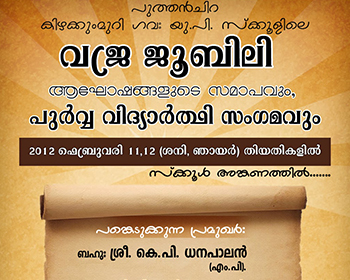 പുത്തൻചിറ
കിഴക്കുംമുറി ഗവഃ യു.പി. സ്ക്കൂളിലെ
വജ്ര ജൂബിലി
ആഘോഷങ്ങളുടെ സമാപവും,
പുർവ്വ വിദ്യാർത്ഥി സംഗമവും
2012 ഫെബ്രുവരി 11,12 (ശനി, ഞായർ) തിയതികളിൽ
സ്ക്കൂൾ അങ്കണത്തിൽ.......
പങ്കെടുക്കുന്ന പ്രമുഖർ:
ബഹു: ശ്രീ. കെ.പി. ധനപാലൻ
(എം.പി).